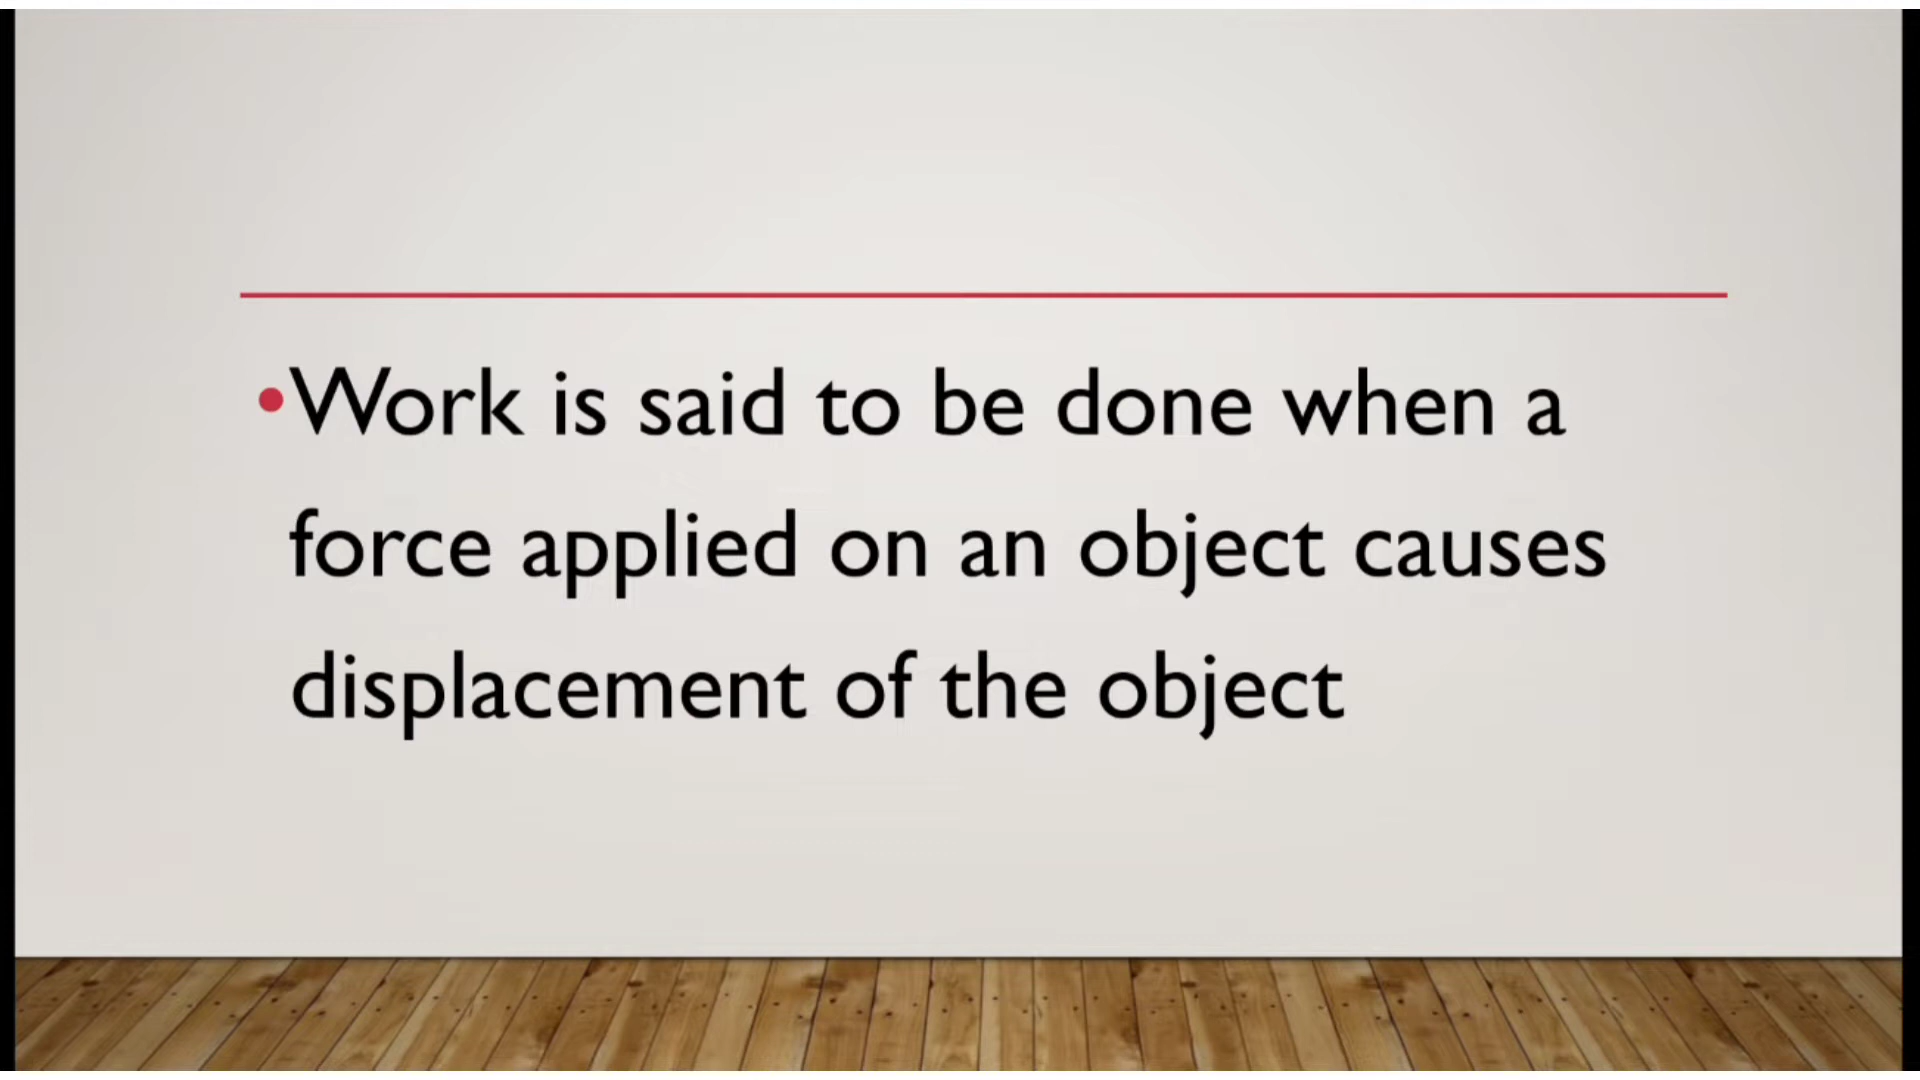 •Work is said to be done when a
force applied on an object causes
displacement of the object